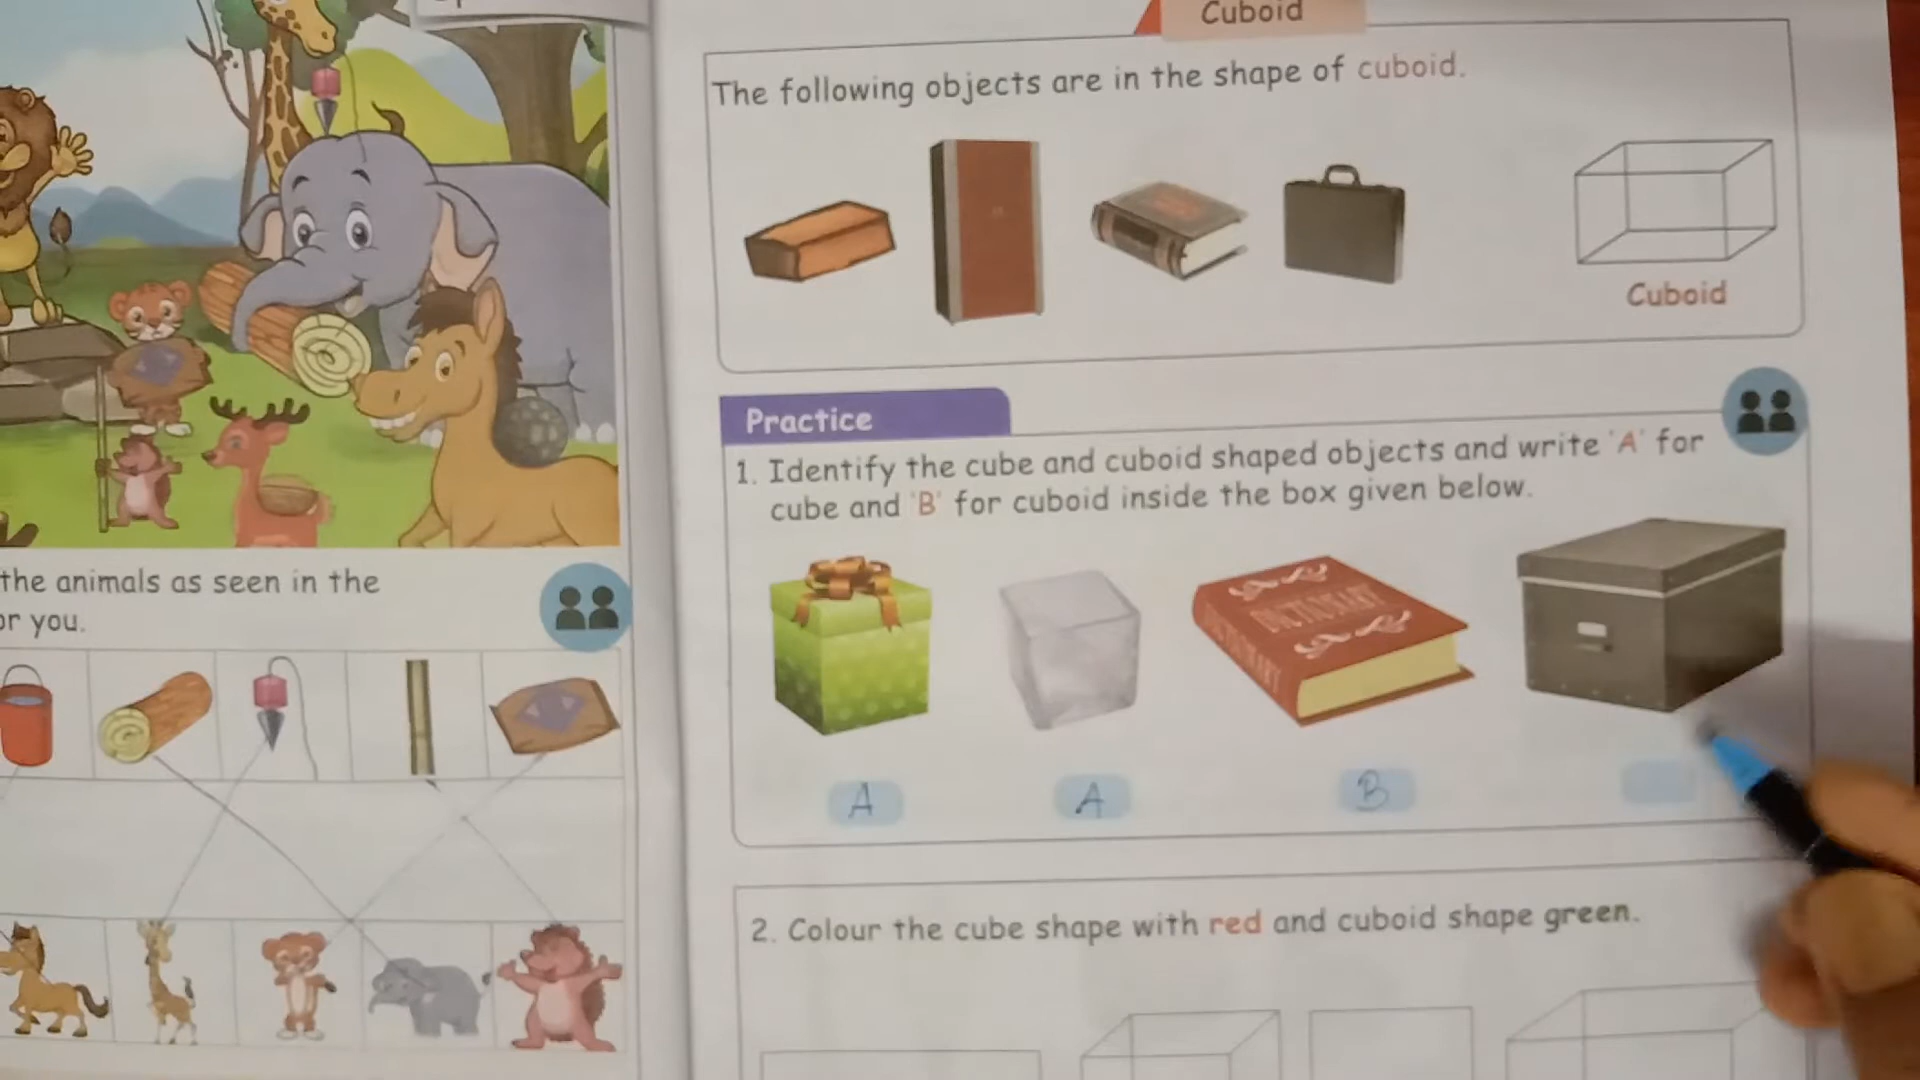 the animals as seen in the
or you.
Cuboid
The following objects are in the shape of cuboid.
Cuboid
Practice
1. Identify the cube and cuboid shaped objects and write 'A' for
cube and 'B' for cuboid inside the box given below.
DICTIONARY
DICTIONARY
A
A
B
2. Colour the cube shape with red and cuboid shape green.